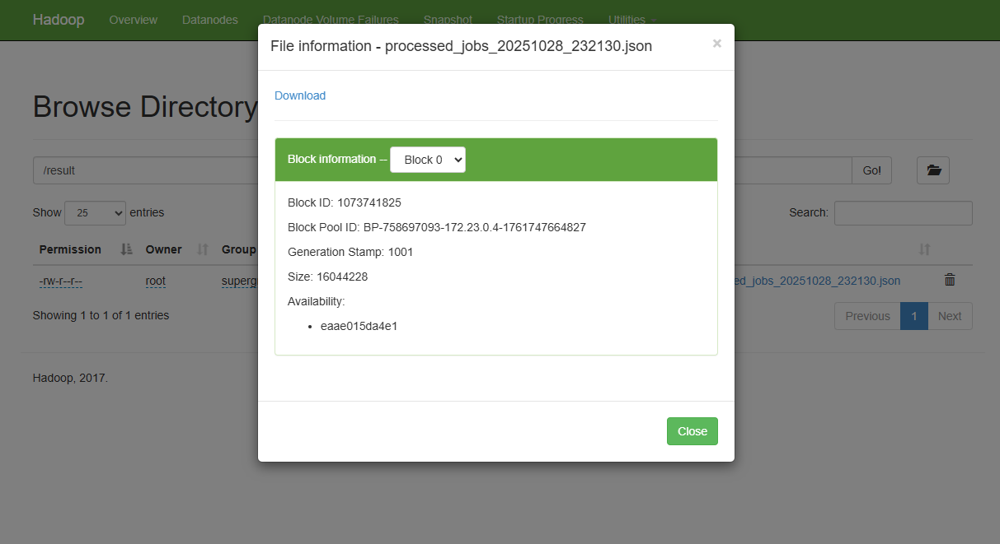 Hadoop Overview Datanodes Datanode Volume Failures Snapshot Startup Progress Utilities
File information - processed_jobs_20251028_232130.json ×
Download
Browse Directory
Block information -- Block 0
/result Go!
Block ID: 1073741825
Show 25 entries Search:
Block Pool ID: BP-758697093-172.23.0.4-1761747664827
Permission Owner Group
Generation Stamp: 1001
Size: 16044228
-rw-r--r-- root superg ed_jobs_20251028_232130.json
Availability:
Showing 1 to 1 of 1 entries Previous 1 Next
• eaae015da4e1
Hadoop, 2017.
Close